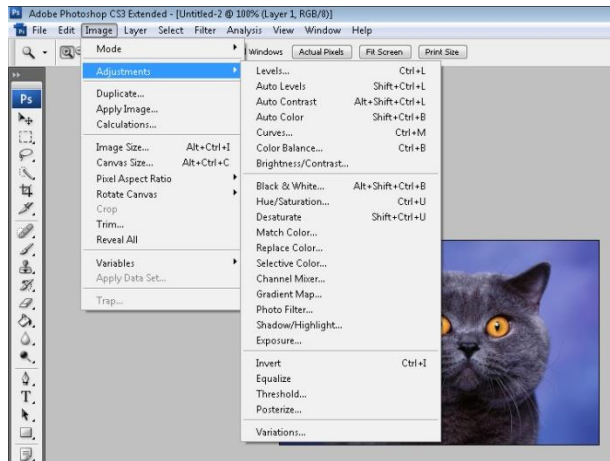 Adobe Photoshop CS3 Extended - [Untitled-2 @ 100% (Layer 1, RGB/8)]
File Edit Image Layer Select Filter Analysis View Window Help
Windows Actual Pixels Fit Screen Print Size
Ps
Mode
Adjustments
Duplicate...
Apply Image...
Calculations...
Image Size... Alt+Ctrl+I
Canvas Size... Alt+Ctrl+C
Pixel Aspect Ratio
Rotate Canvas
Crop
Trim...
Reveal All
Variables
Apply Data Set...
Trap...
Levels... Ctrl+L
Auto Levels Shift+Ctrl+L
Auto Contrast Alt+Shift+Ctrl+L
Auto Color Shift+Ctrl+B
Curves... Ctrl+M
Color Balance... Ctrl+B
Brightness/Contrast...
Black & White... Alt+Shift+Ctrl+B
Hue/Saturation... Ctrl+U
Desaturate Shift+Ctrl+U
Match Color...
Replace Color...
Selective Color...
Channel Mixer...
Gradient Map...
Photo Filter...
Shadow/Highlight...
Exposure...
Invert Ctrl+I
Equalize
Threshold...
Posterize...
Variations...